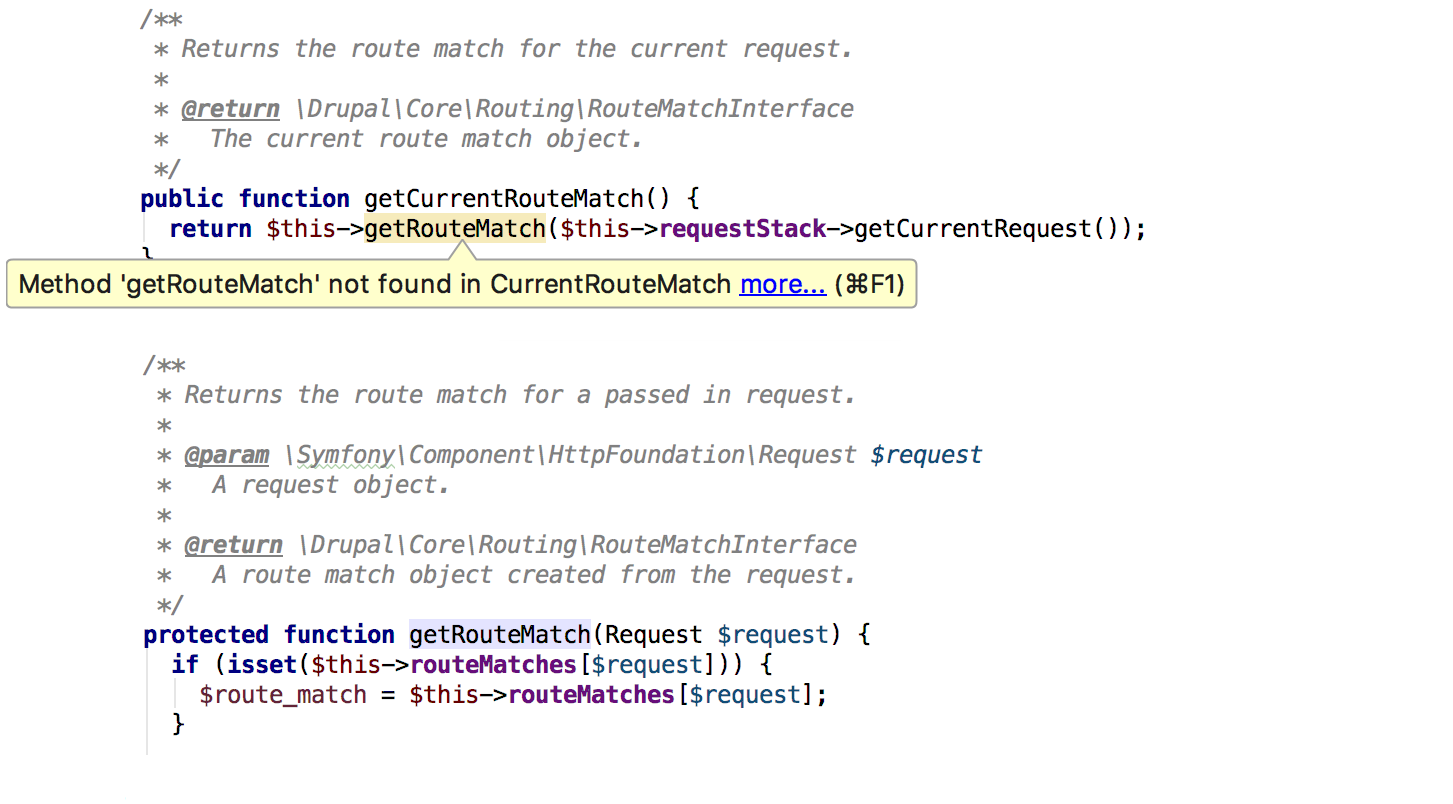 /**
 * Returns the route match for the current request.
 *
 * @return \Drupal\Core\Routing\RouteMatchInterface
 *   The current route match object.
 */
public function getCurrentRouteMatch() {
  return $this->getRouteMatch($this->requestStack->getCurrentRequest());
}
Method 'getRouteMatch' not found in CurrentRouteMatch more... (⌘F1)
/**
 * Returns the route match for a passed in request.
 *
 * @param \Symfony\Component\HttpFoundation\Request $request
 *   A request object.
 *
 * @return \Drupal\Core\Routing\RouteMatchInterface
 *   A route match object created from the request.
 */
protected function getRouteMatch(Request $request) {
  if (isset($this->routeMatches[$request])) {
    $route_match = $this->routeMatches[$request];
  }